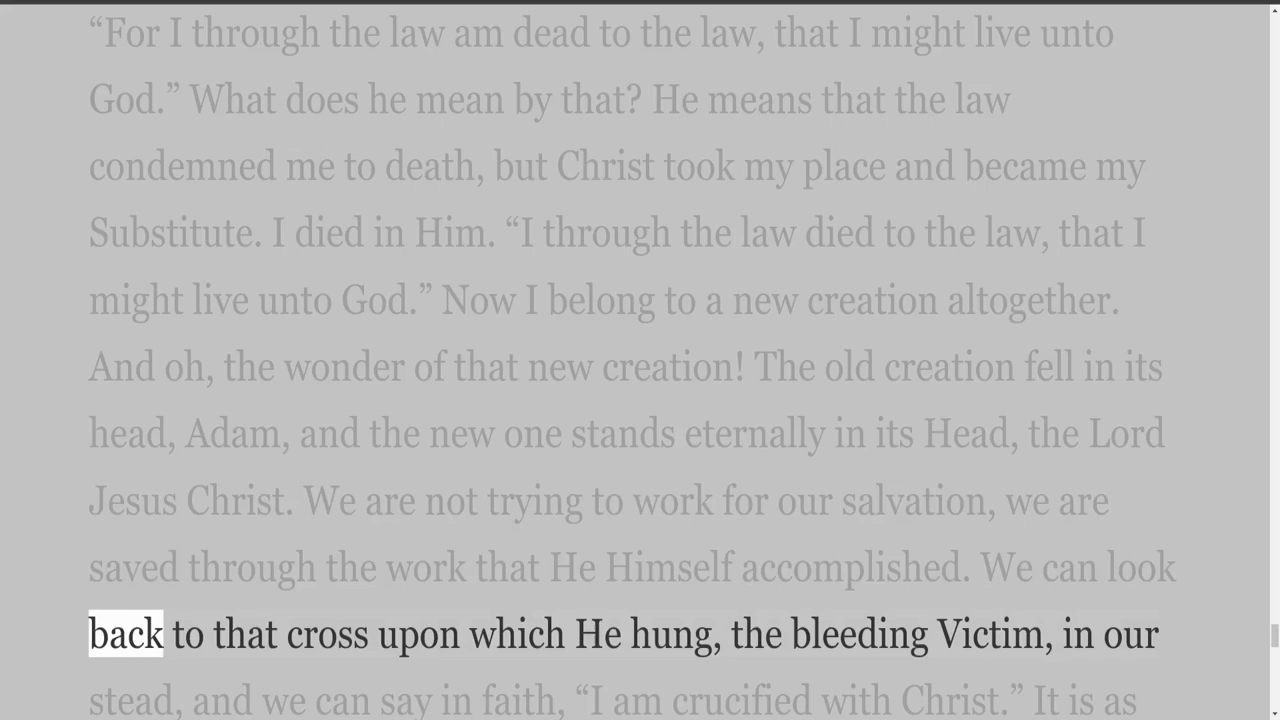 “For I through the law am dead to the law, that I might live unto
God.” What does he mean by that? He means that the law
condemned me to death, but Christ took my place and became my
Substitute. I died in Him. “I through the law died to the law, that I
might live unto God.” Now I belong to a new creation altogether.
And oh, the wonder of that new creation! The old creation fell in its
head, Adam, and the new one stands eternally in its Head, the Lord
Jesus Christ. We are not trying to work for our salvation, we are
saved through the work that He Himself accomplished. We can look
back to that cross upon which He hung, the bleeding Victim, in our
stead, and we can say in faith, “I am crucified with Christ.” It is as